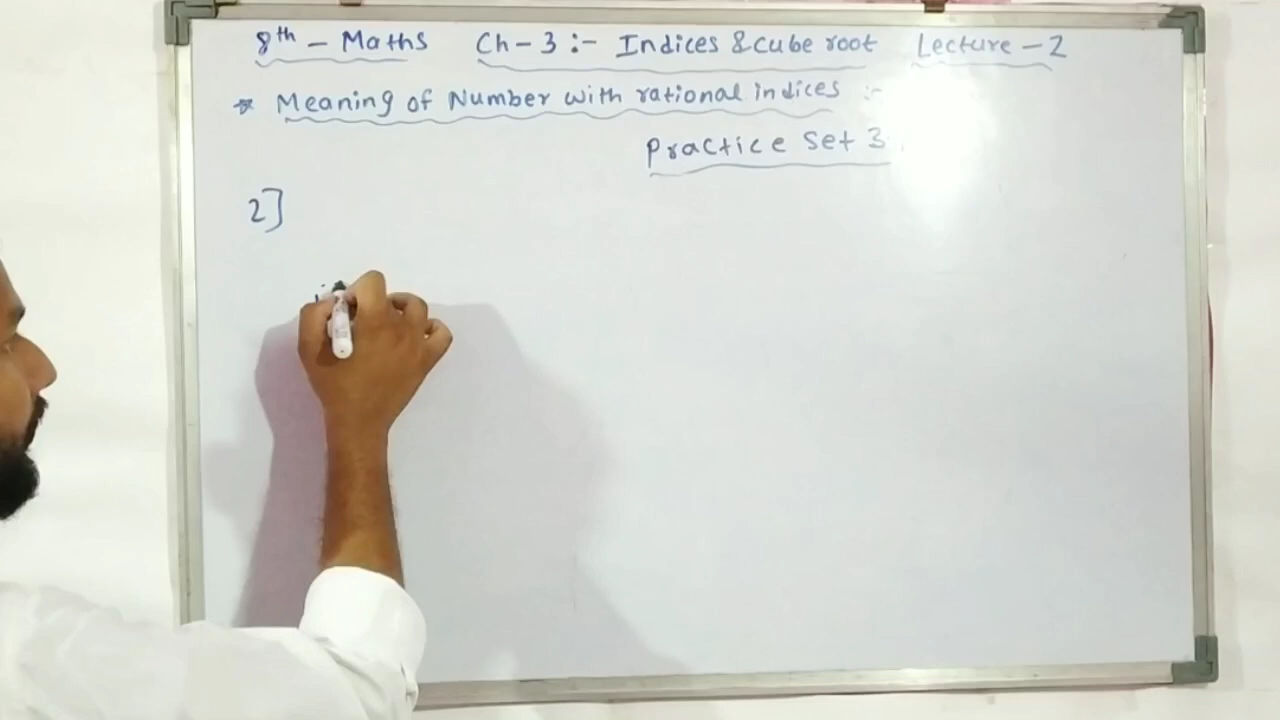 8th - Maths Ch-3 :- Indices & cube root Lecture - 2
* Meaning of Number with rational indices :-
Practice Set 3
2]